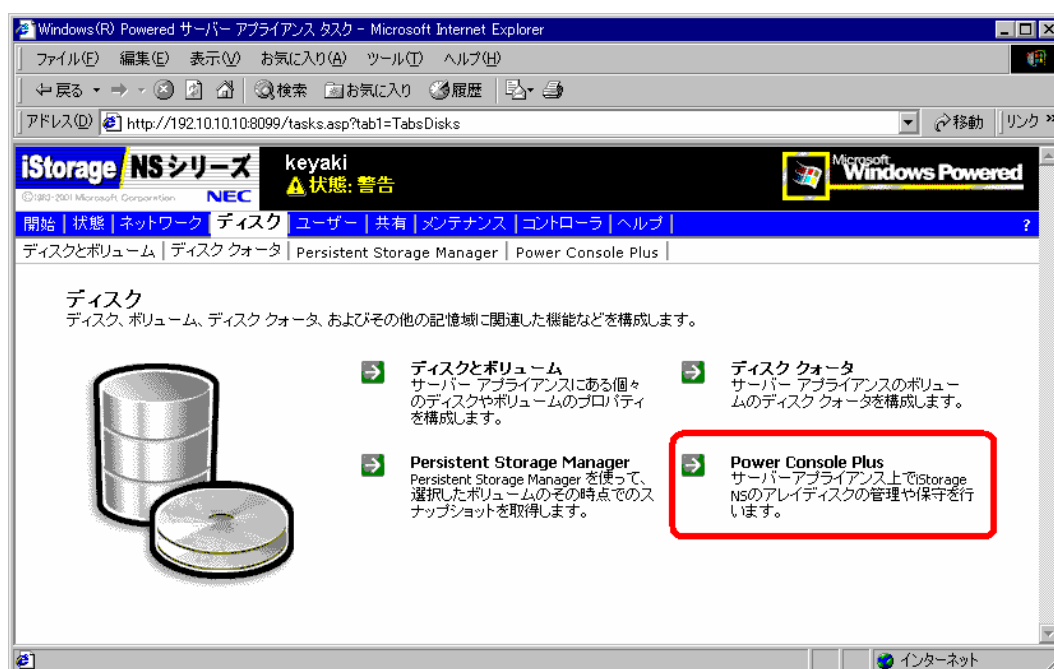 Windows(R) Powered サーバー アプライアンス タスク - Microsoft Internet Explorer
ファイル(F) 編集(E) 表示(V) お気に入り(A) ツール(T) ヘルプ(H)
戻る 検索 お気に入り 履歴
アドレス(D) http://192.10.10.10:8099/tasks.asp?tab1=TabsDisks 移動 リンク »
iStorage NSシリーズ
©1983-2001 Microsoft Corporation NEC
keyaki
状態: 警告
Microsoft
Windows Powered
開始 | 状態 | ネットワーク | ディスク | ユーザー | 共有 | メンテナンス | コントローラ | ヘルプ | ?
ディスクとボリューム | ディスク クォータ | Persistent Storage Manager | Power Console Plus |
ディスク
ディスク、ボリューム、ディスク クォータ、およびその他の記憶域に関連した機能などを構成します。
ディスクとボリューム
サーバー アプライアンスにある個々
のディスクやボリュームのプロパティ
を構成します。
ディスク クォータ
サーバー アプライアンスのボリュー
ムのディスク クォータを構成します。
Persistent Storage Manager
Persistent Storage Manager を使って、
選択したボリュームのその時点でのス
ナップショットを取得します。
Power Console Plus
サーバーアプライアンス上でiStorage
NSのアレイディスクの管理や保守を行
います。
インターネット